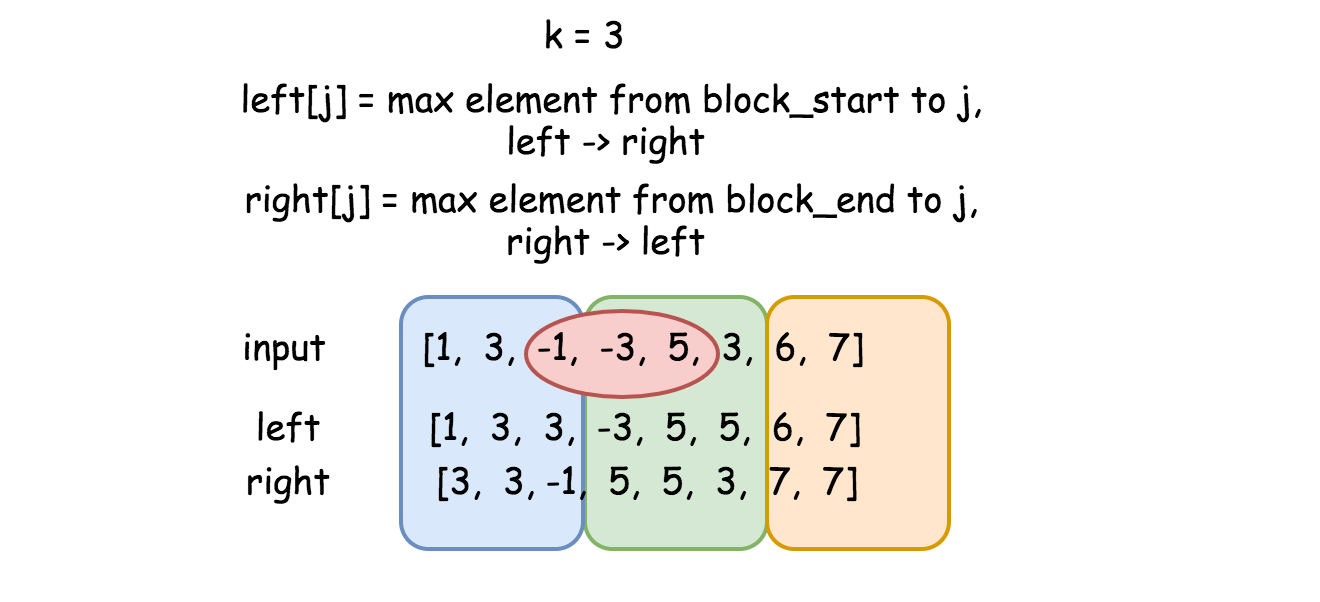 k = 3
left[j] = max element from block_start to j,
left -> right
right[j] = max element from block_end to j,
right -> left
input [1, 3, -1, -3, 5, 3, 6, 7]
left [1, 3, 3, -3, 5, 5, 6, 7]
right [3, 3, -1, 5, 5, 3, 7, 7]